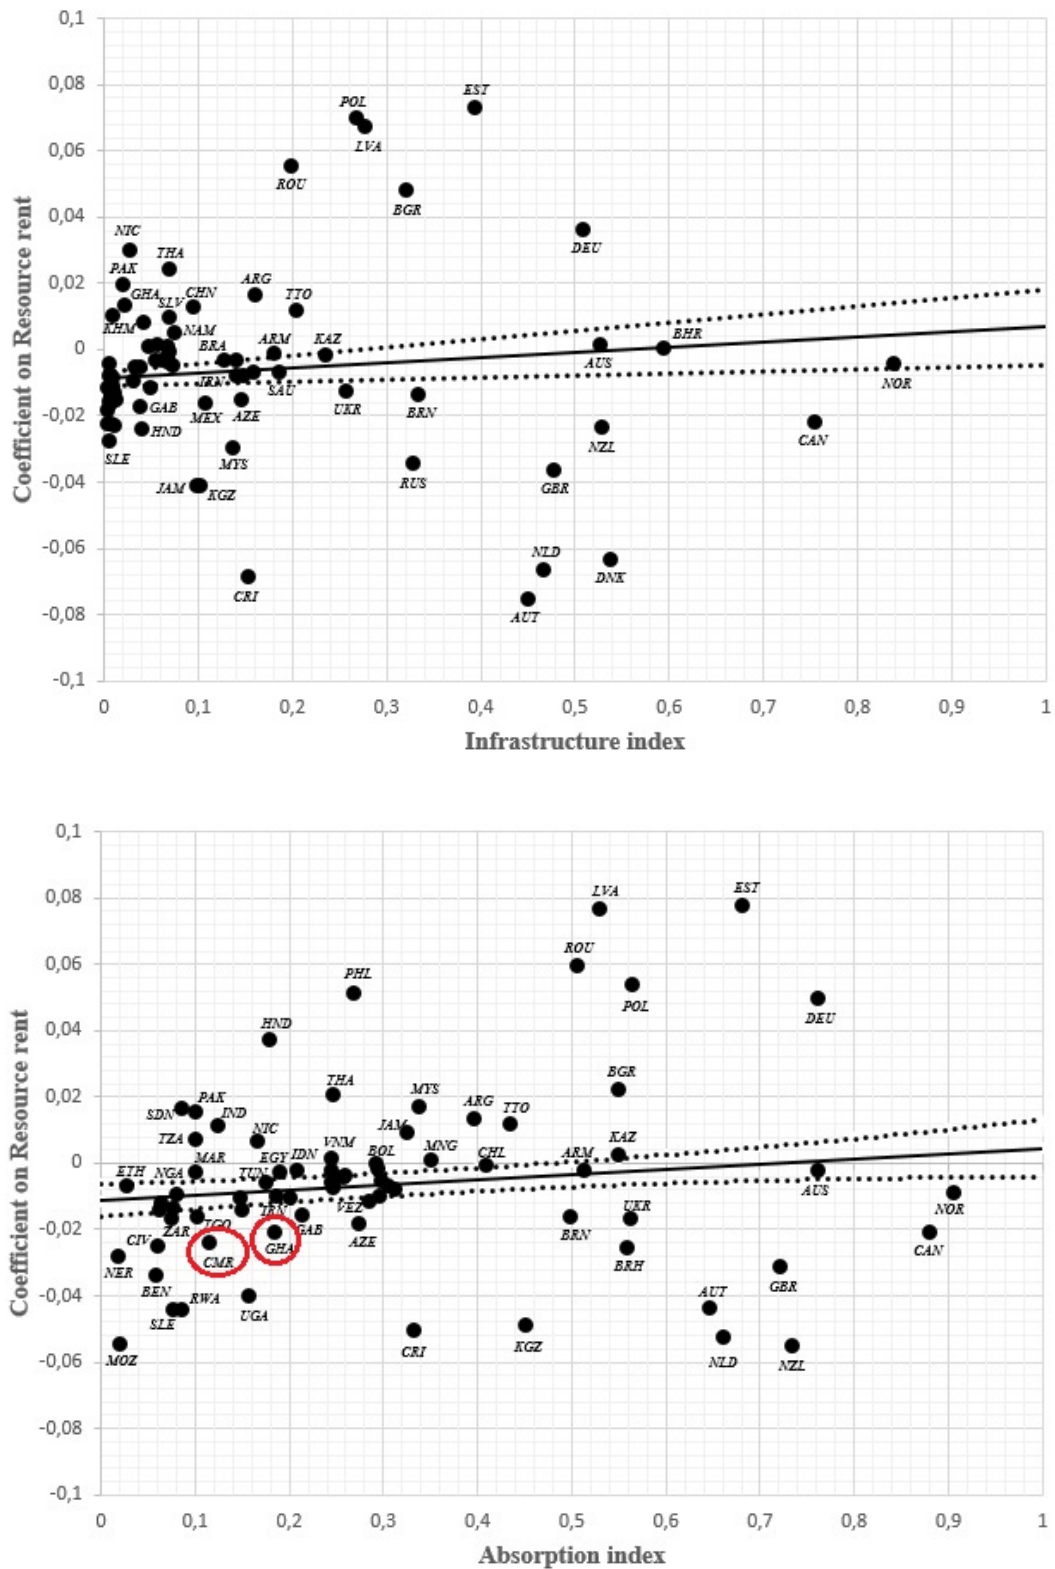 0,1
0,08
EST
POL
LVA
0,06
ROU
BGR
0,04
NIC
DEU
THA
PAK
0,02
GHA
CHN
ARG
SLV
TTO
KHM
NAM
BRA
ARM
KAZ
BHR
0
AUS
IRN
SAU
NOR
GAB
MEX
AZE
UKR
BRN
-0,02
HND
CAN
SLE
MYS
NZL
RUS
-0,04
JAM
KGZ
GBR
NLD
-0,06
DNK
CRI
AUT
-0,08
-0,1
Coefficient on Resource rent
0 0,1 0,2 0,3 0,4 0,5 0,6 0,7 0,8 0,9 1
Infrastructure index
0,1
0,08
LVA
EST
ROU
0,06
PHL
POL
DEU
0,04
HND
BGR
THA
0,02
MYS
PAK
SDN
IND
ARG
TTO
NIC
JAM
TZA
KAZ
VNM
MNG
MAR
EGY
IDN
BOL
CHL
ARM
0
ETH
NGA
TUN
AUS
TGO
IRN
VEZ
UKR
NOR
-0,02
CIV
ZAR
GAB
AZE
BRN
CAN
GHA
CMR
BRH
NER
BEN
GBR
RWA
AUT
-0,04
SLE
UGA
CRI
KGZ
MOZ
NLD
NZL
-0,06
-0,08
-0,1
Coefficient on Resource rent
0 0,1 0,2 0,3 0,4 0,5 0,6 0,7 0,8 0,9 1
Absorption index